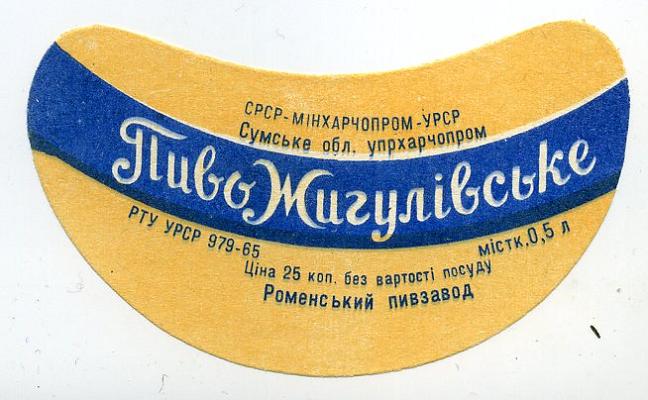 СРСР-МІНХАРЧОПРОМ-УРСР
Сумське обл. упрхарчопром
Пиво Жигулівське
РТУ УРСР 979-65 містк.0,5 л
Ціна 25 коп. без вартості посуду
Роменський пивзавод